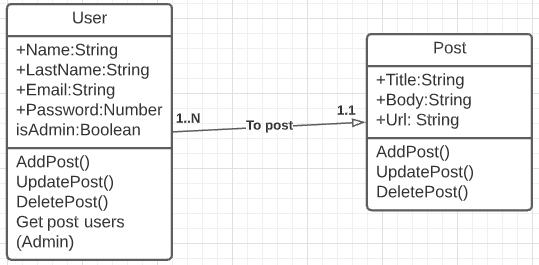 User
+Name:String
+LastName:String
+Email:String
+Password:Number
isAdmin:Boolean
AddPost()
UpdatePost()
DeletePost()
Get post users
(Admin)
1..N
To post
1.1
Post
+Title:String
+Body:String
+Url: String
AddPost()
UpdatePost()
DeletePost()